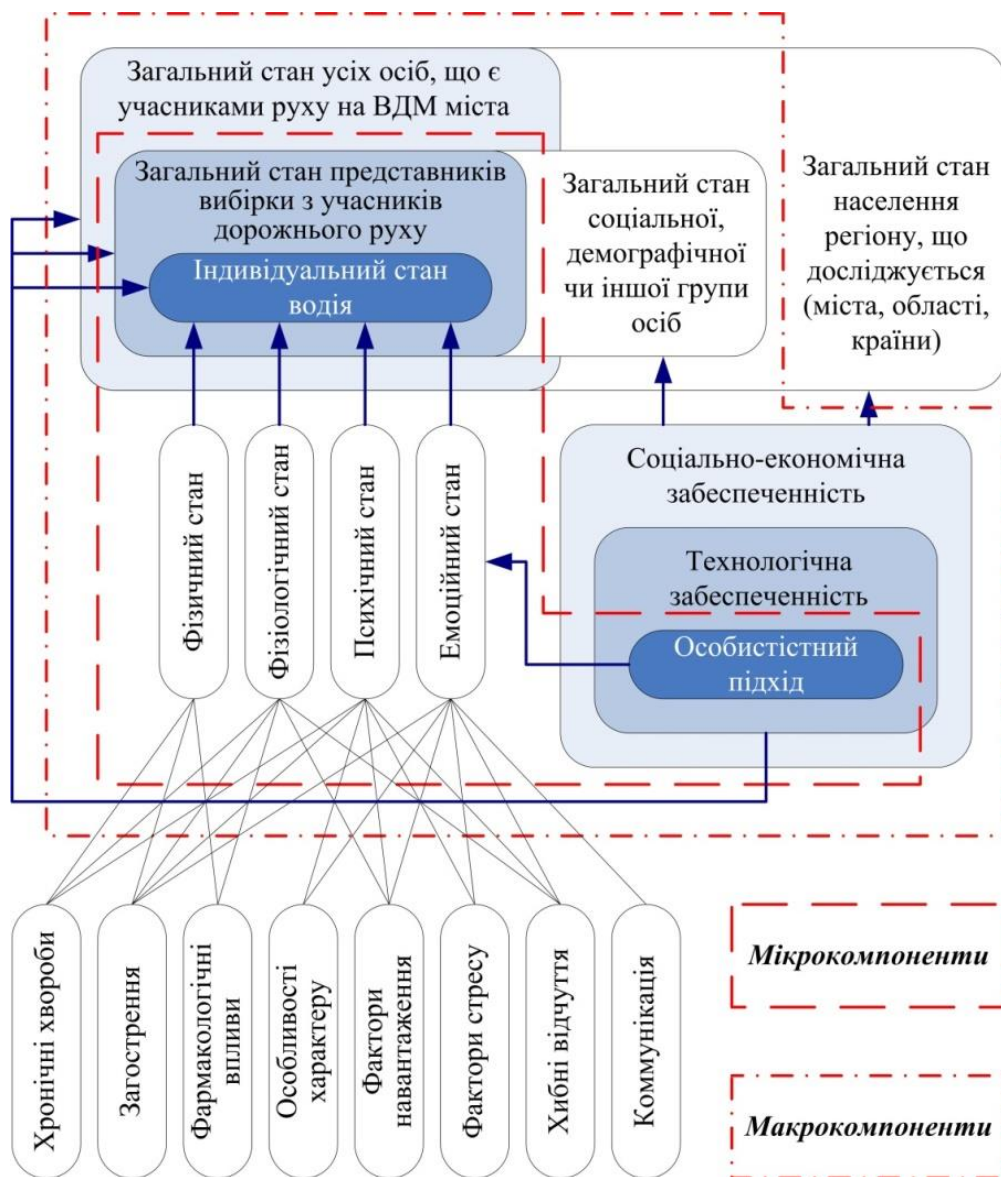 Загальний стан усіх осіб, що є
учасниками руху на ВДМ міста
Загальний стан представників
вибірки з учасників
дорожнього руху
Індивідуальний стан
водія
Загальний стан
соціальної,
демографічної
чи іншої групи
осіб
Загальний стан
населення
регіону, що
досліджується
(міста, області,
країни)
Фізичний стан
Фізіологічний стан
Психічний стан
Емоційний стан
Соціально-економічна
забеспеченність
Технологічна
забеспеченність
Особистістний
підхід
Хронічні хвороби
Загострення
Фармакологічні
впливи
Особливості
характеру
Фактори
навантаження
Фактори стресу
Хибні відчуття
Коммунікація
Мікрокомпоненти
Макрокомпоненти